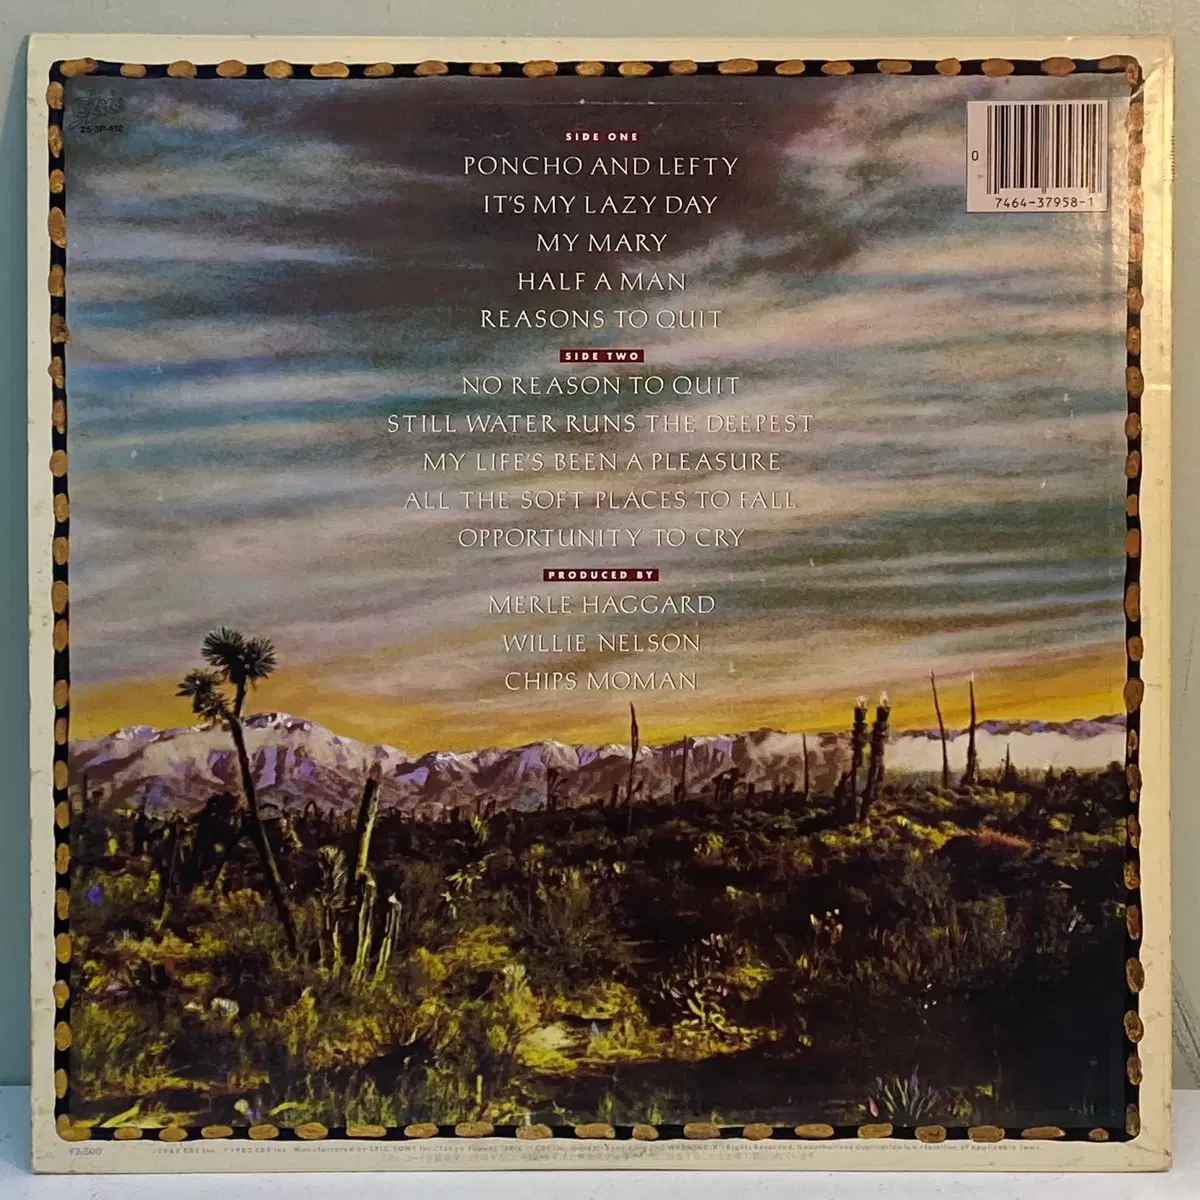 Epic
25·3P-412
SIDE ONE
PONCHO AND LEFTY
IT'S MY LAZY DAY
MY MARY
HALF A MAN
REASONS TO QUIT
SIDE TWO
NO REASON TO QUIT
STILL WATER RUNS THE DEEPEST
MY LIFE'S BEEN A PLEASURE
ALL THE SOFT PLACES TO FALL
OPPORTUNITY TO CRY
PRODUCED BY
MERLE HAGGARD
WILLIE NELSON
CHIPS MOMAN
0
7464-37958-1
¥2,500